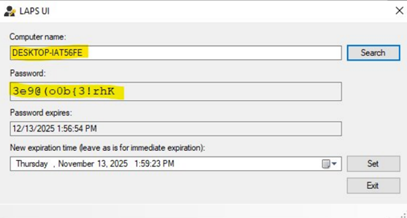 LAPS UI
Computer name:
DESKTOP-IAT56FE
Search
Password:
3e9@(o0b{3!rhK
Password expires:
12/13/2025 1:56:54 PM
New expiration time (leave as is for immediate expiration):
Thursday , November 13, 2025 1:59:23 PM
Set
Exit